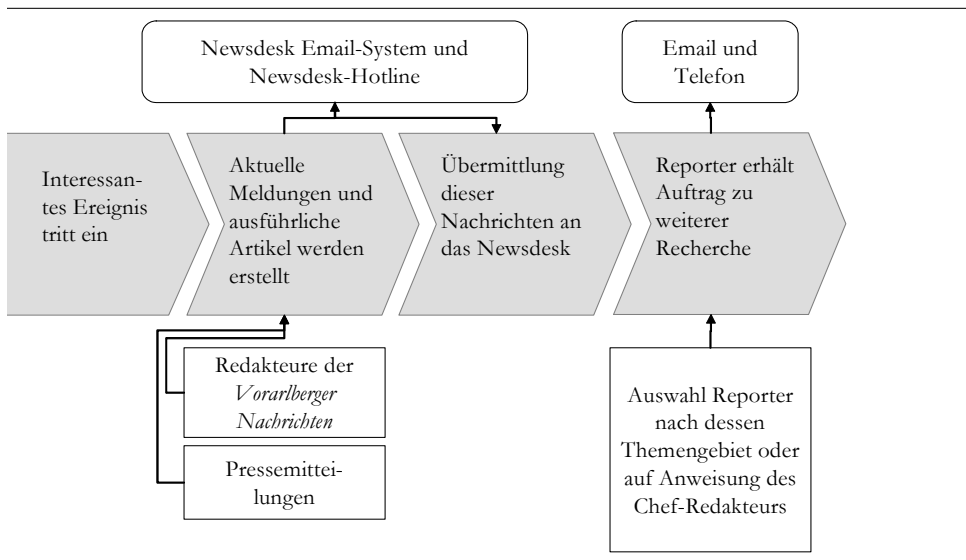 Newsdesk Email-System und
Newsdesk-Hotline
Email und
Telefon
Interessan-
tes Ereignis
tritt ein
Aktuelle
Meldungen und
ausführliche
Artikel werden
erstellt
Übermittlung
dieser
Nachrichten an
das Newsdesk
Reporter erhält
Auftrag zu
weiterer
Recherche
Redakteure der
Vorarlberger
Nachrichten
Pressemittei-
lungen
Auswahl Reporter
nach dessen
Themengebiet oder
auf Anweisung des
Chef-Redakteurs